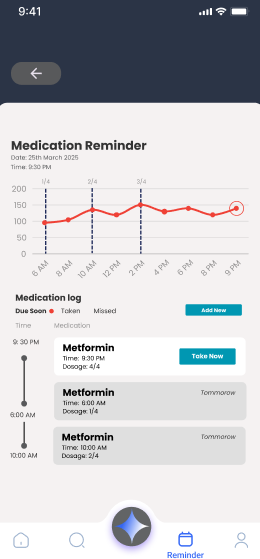 9:41
Medication Reminder
Date: 25th March 2025
Time: 9:30 PM
1/4 2/4 3/4
200
150
100
50
0
6 AM 8 AM 10 AM 12 PM 2 PM 4 PM 6 PM 8 PM 9 PM
Medication log
Due Soon Taken Missed Add New
Time Medication
9: 30 PM
Metformin
Time: 9:30 PM
Dosage: 4/4
Take Now
Metformin
Tommorow
Time: 6:00 AM
Dosage: 1/4
6:00 AM
Metformin
Tommorow
Time: 10:00 AM
Dosage: 2/4
10:00 AM
Reminder